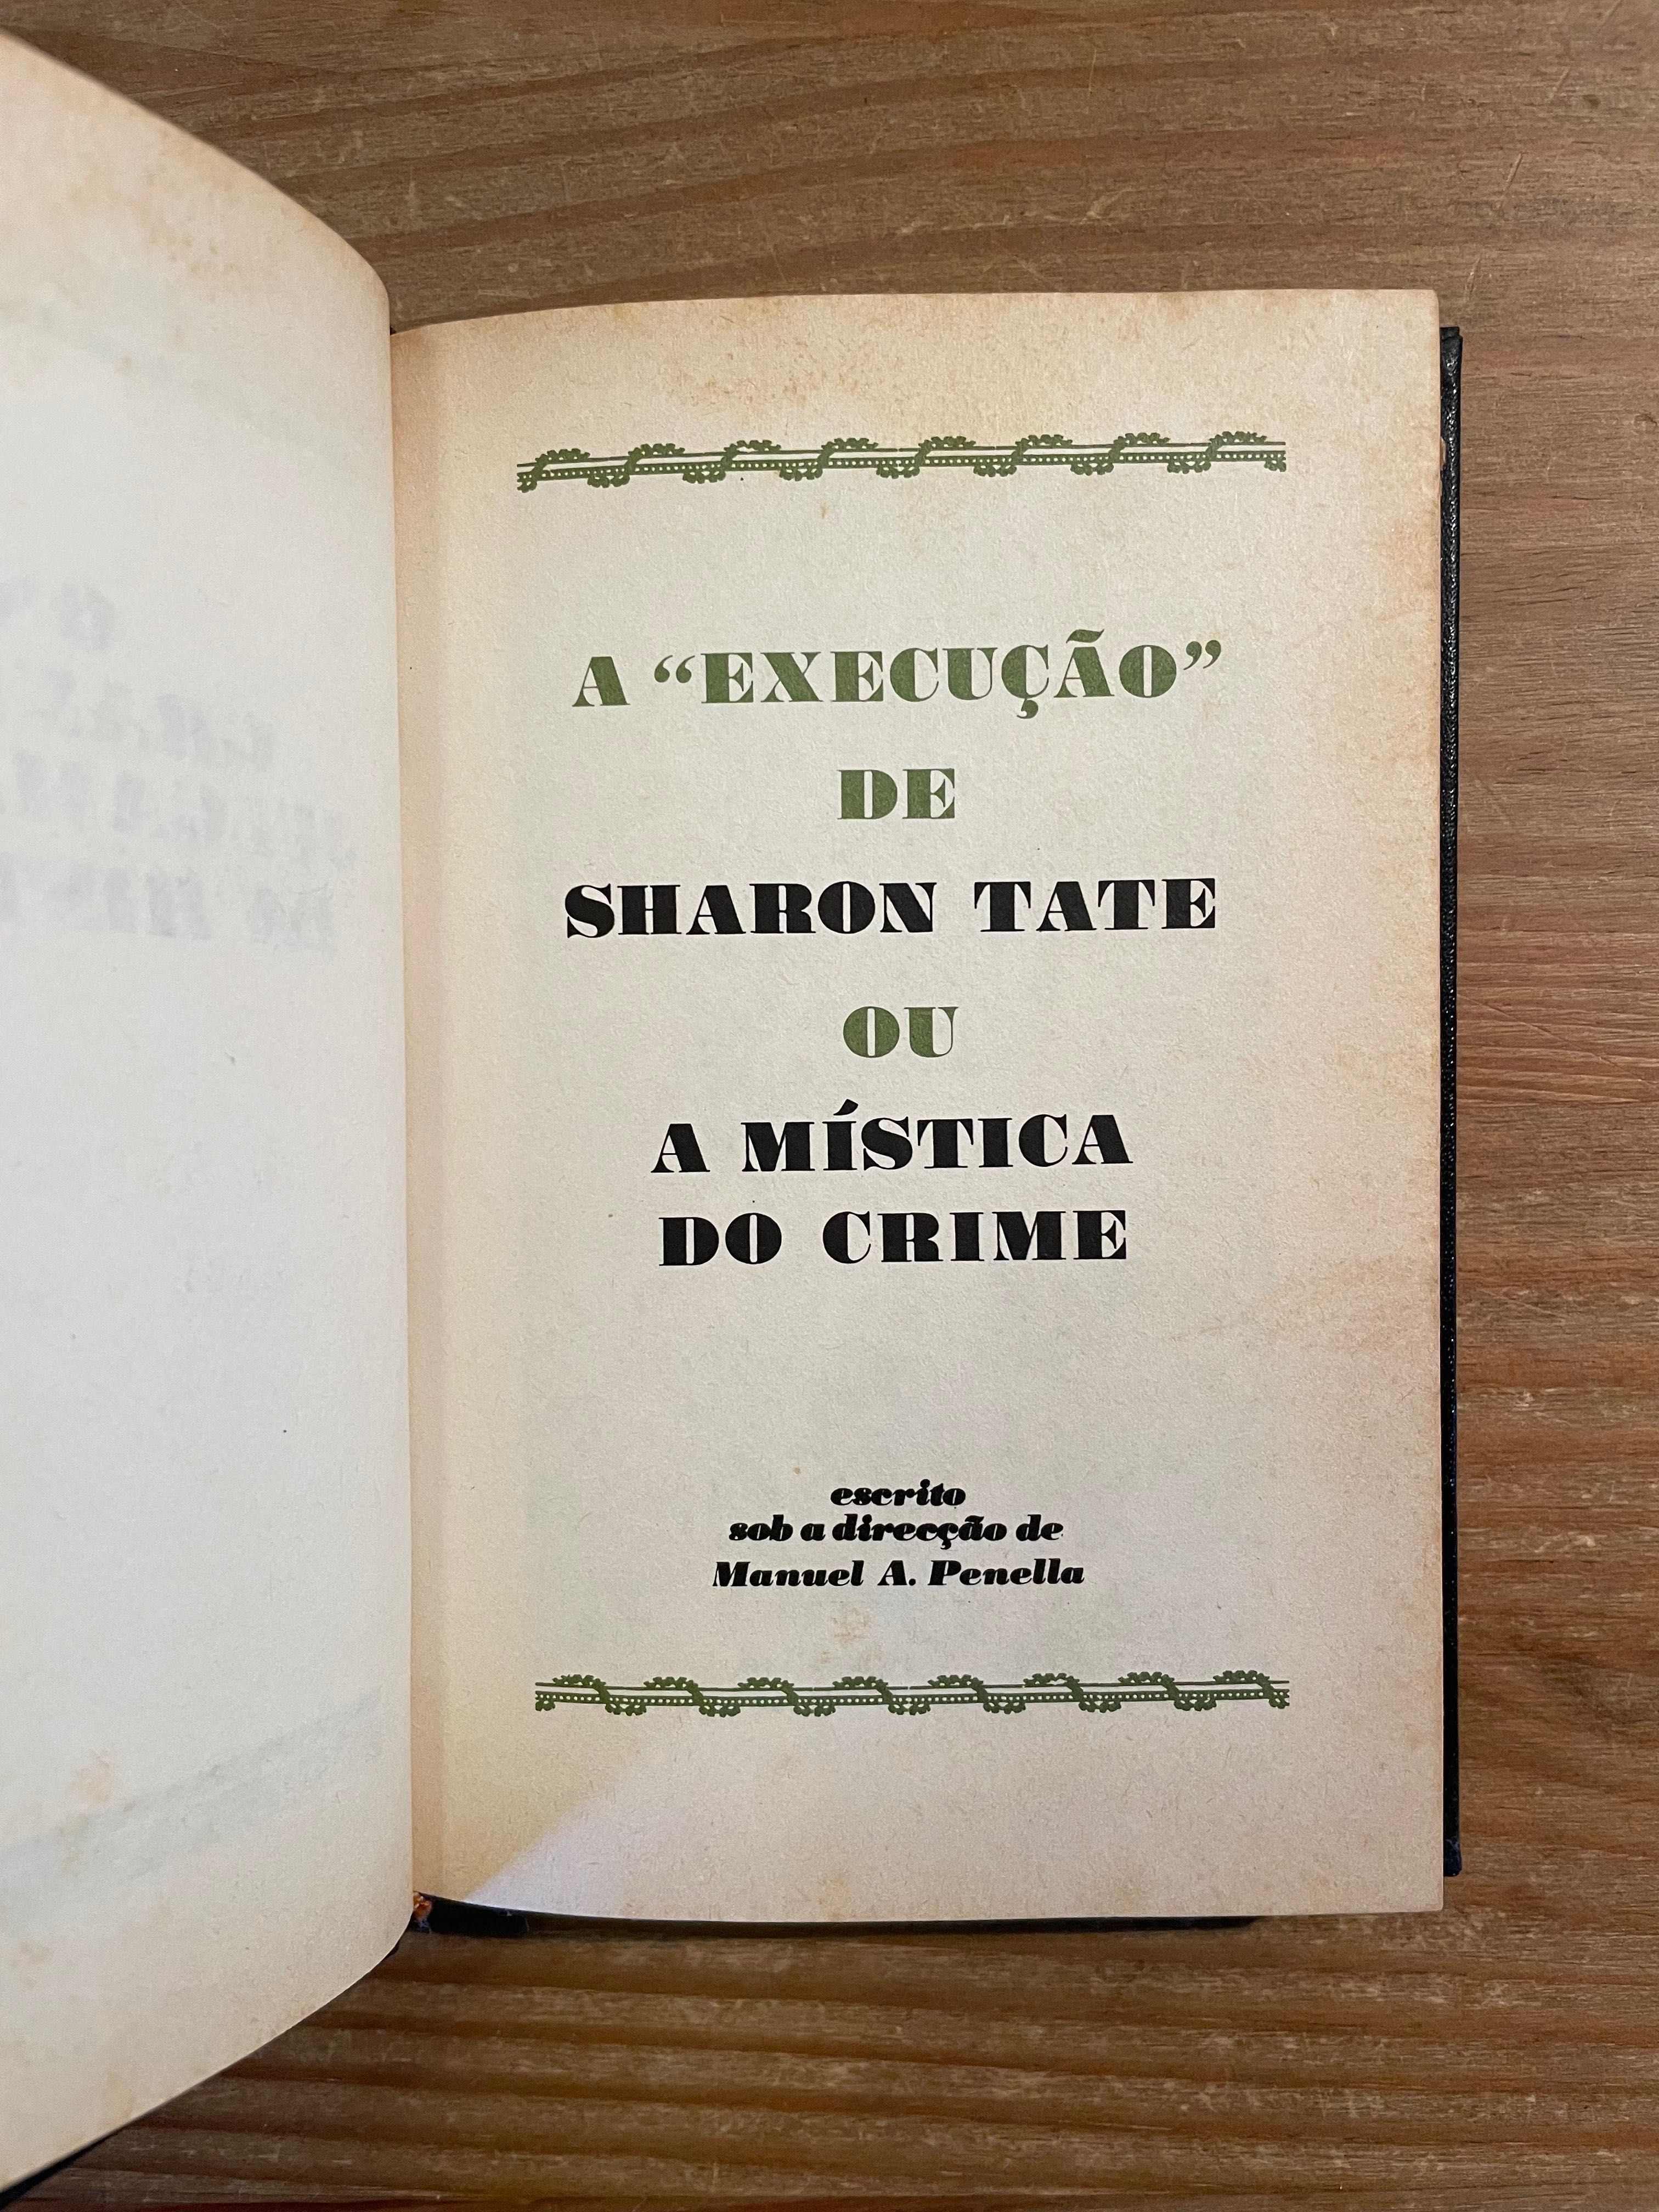 A “EXECUÇÃO”
DE
SHARON TATE
OU
A MÍSTICA
DO CRIME
escrito
sob a direcção de
Manuel A. Penella